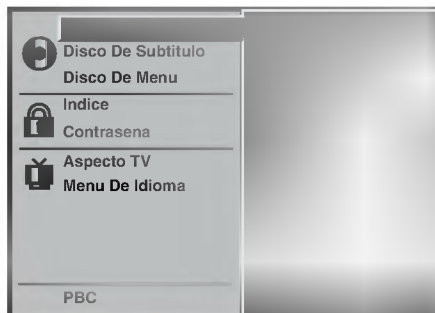 Disco De Subtitulo
Disco De Menu
Indice
Contrasena
Aspecto TV
Menu De Idioma
PBC